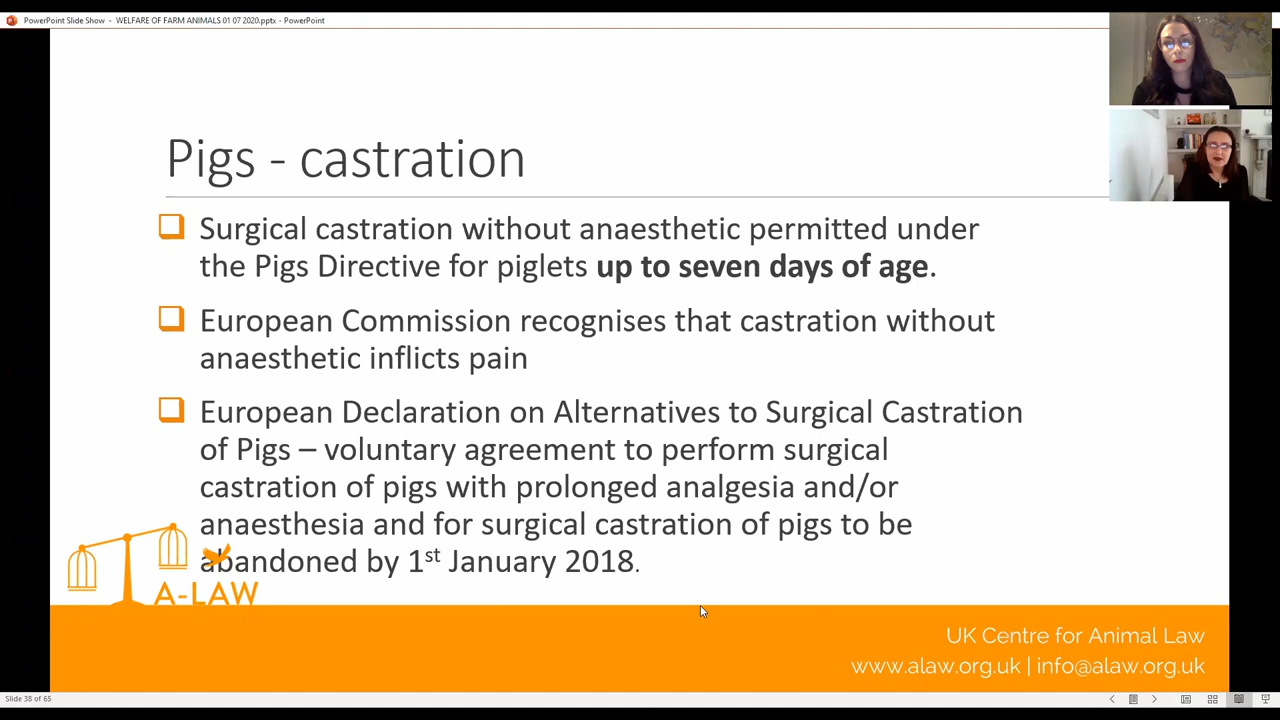 PowerPoint Slide Show - WELFARE OF FARM ANIMALS 01 07 2020.pptx - PowerPoint
Pigs - castration
Surgical castration without anaesthetic permitted under
the Pigs Directive for piglets up to seven days of age.
European Commission recognises that castration without
anaesthetic inflicts pain
European Declaration on Alternatives to Surgical Castration
of Pigs – voluntary agreement to perform surgical
castration of pigs with prolonged analgesia and/or
anaesthesia and for surgical castration of pigs to be
abandoned by 1st January 2018.
A-LAW
UK Centre for Animal Law
www.alaw.org.uk | info@alaw.org.uk
Slide 38 of 65